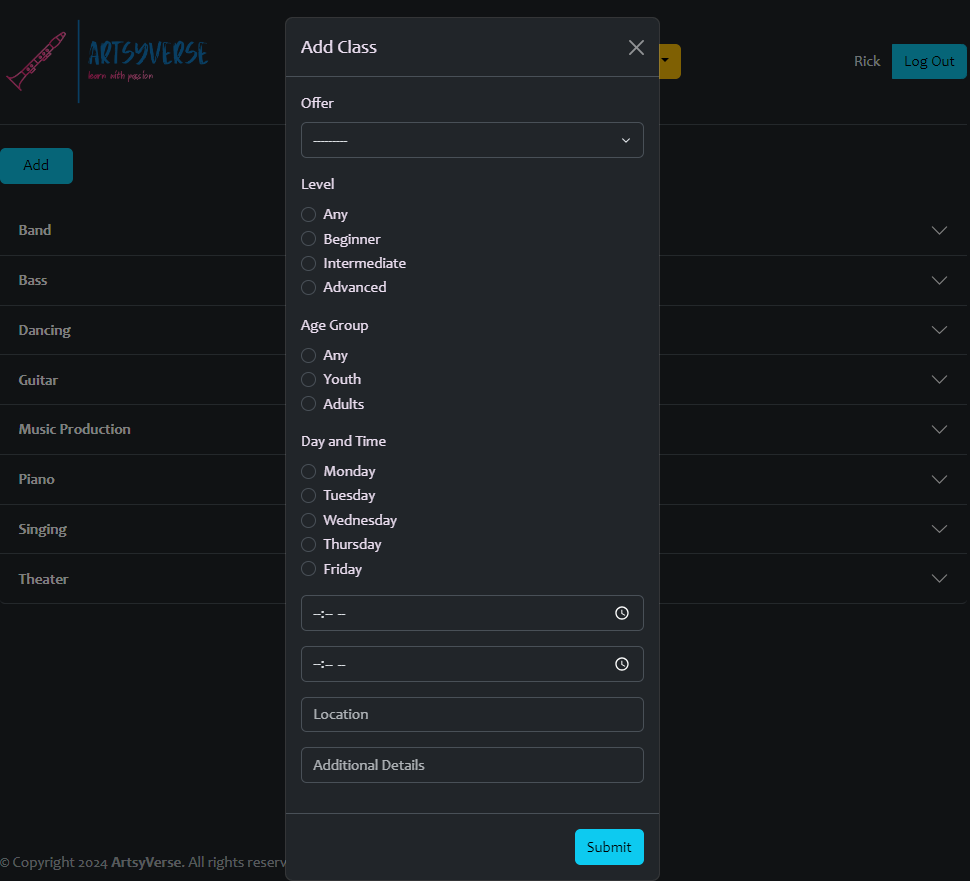 ARTSYVERSE
learn with passion
Rick
Log Out
Add
Band
Bass
Dancing
Guitar
Music Production
Piano
Singing
Theater
© Copyright 2024 ArtsyVerse. All rights reserv
Add Class
Offer
---------
Level
Any
Beginner
Intermediate
Advanced
Age Group
Any
Youth
Adults
Day and Time
Monday
Tuesday
Wednesday
Thursday
Friday
--:-- --
--:-- --
Location
Additional Details
Submit